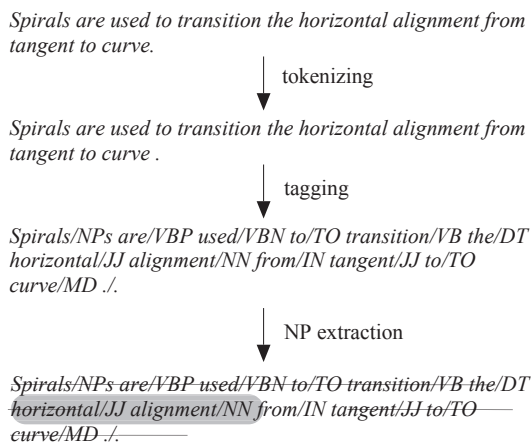 Spirals are used to transition the horizontal alignment from
tangent to curve.
tokenizing
Spirals are used to transition the horizontal alignment from
tangent to curve .
tagging
Spirals/NPs are/VBP used/VBN to/TO transition/VB the/DT
horizontal/JJ alignment/NN from/IN tangent/JJ to/TO
curve/MD ./.
NP extraction
Spirals/NPs are/VBP used/VBN to/TO transition/VB the/DT
horizontal/JJ alignment/NN from/IN tangent/JJ to/TO
curve/MD ./.